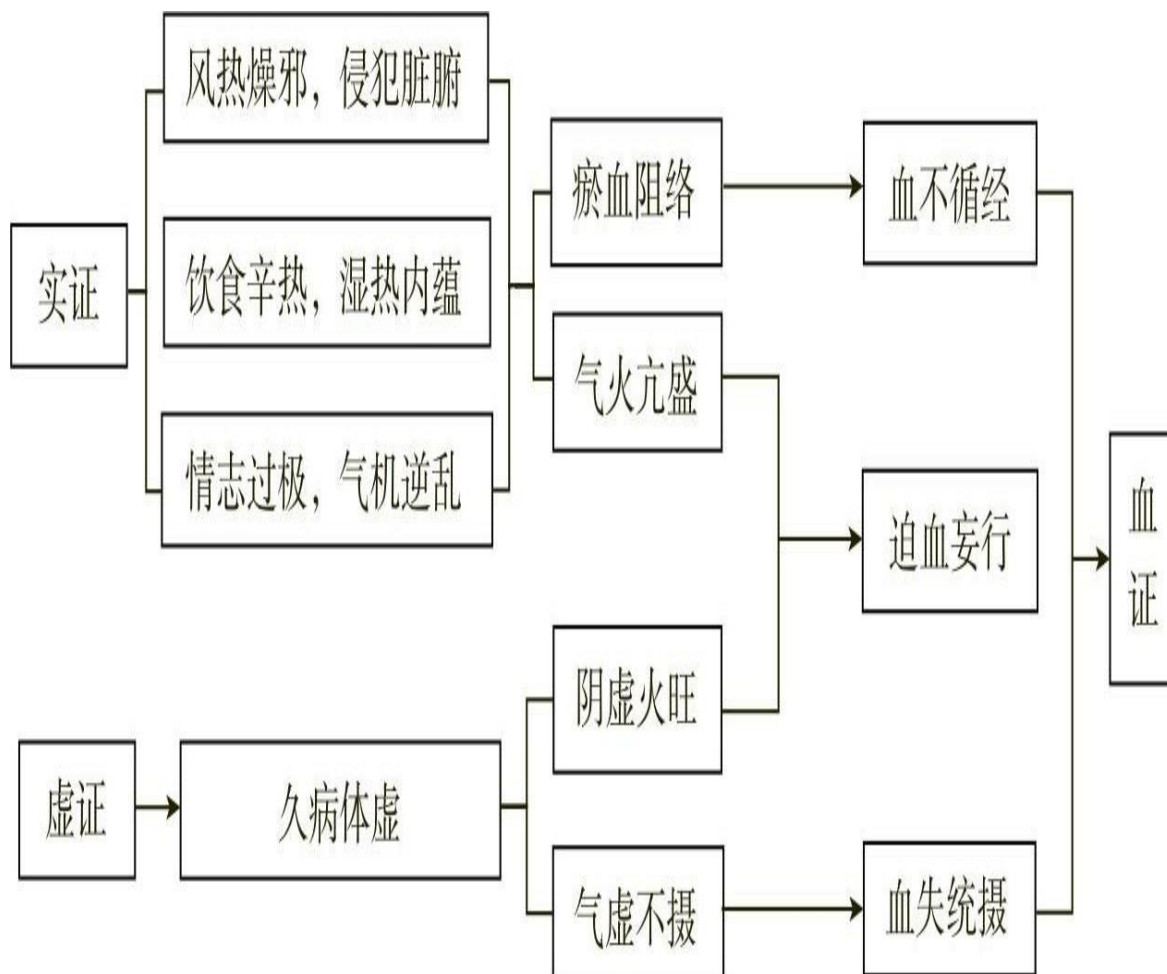 实证
风热燥邪，侵犯脏腑
饮食辛热，湿热内蕴
情志过极，气机逆乱
瘀血阻络
气火亢盛
血不循经
迫血妄行
虚证
久病体虚
阴虚火旺
气虚不摄
血失统摄
血
证